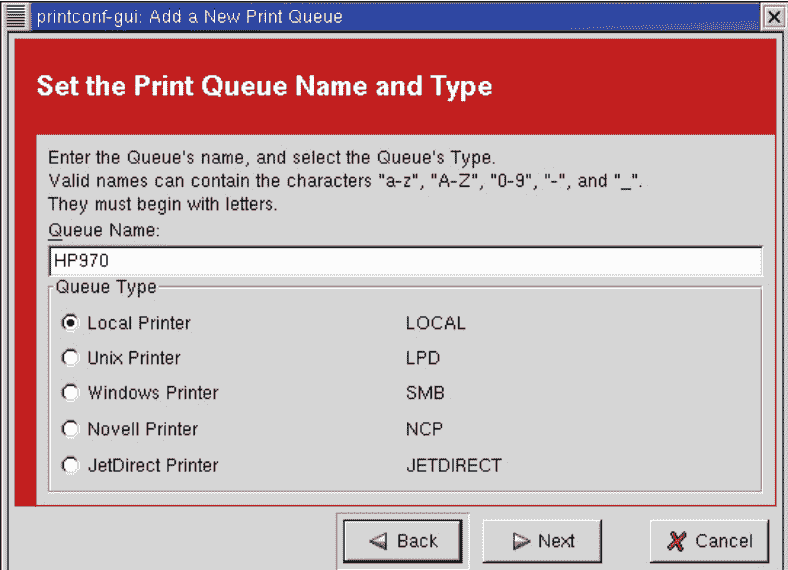 printconf-gui: Add a New Print Queue
Set the Print Queue Name and Type
Enter the Queue's name, and select the Queue's Type.
Valid names can contain the characters "a-z", "A-Z", "0-9", "-", and "_".
They must begin with letters.
Queue Name:
HP970
Queue Type
Local Printer LOCAL
Unix Printer LPD
Windows Printer SMB
Novell Printer NCP
JetDirect Printer JETDIRECT
Back Next Cancel